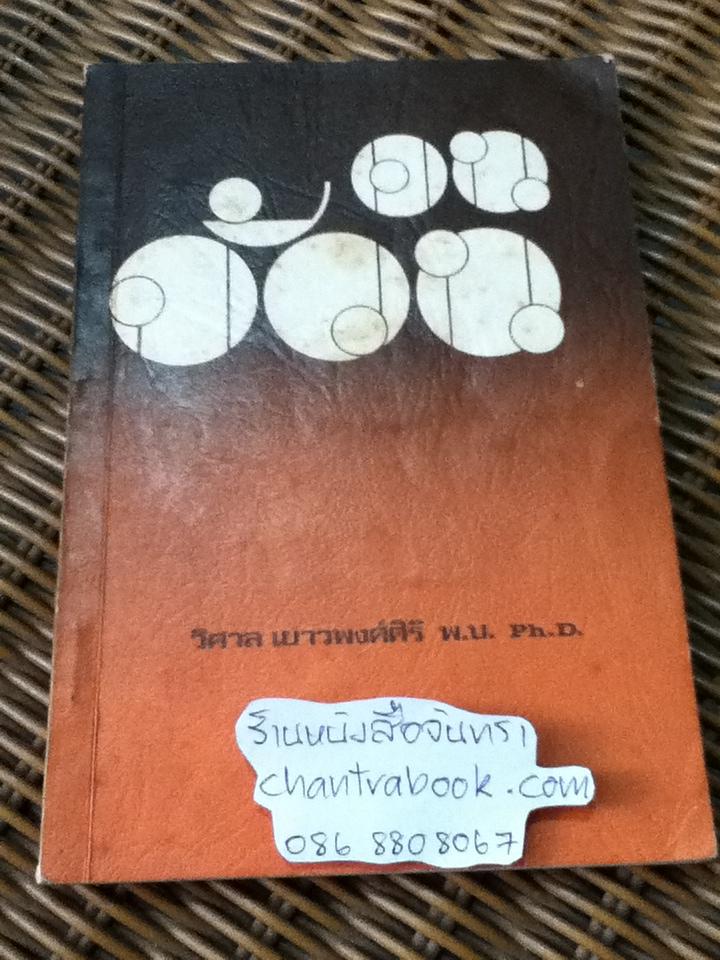 วิศาล เยาวพงศ์ศิริ พ.บ. Ph.D.
ร้านหนังสือจันทรา
chantrabook.com
086 8808067